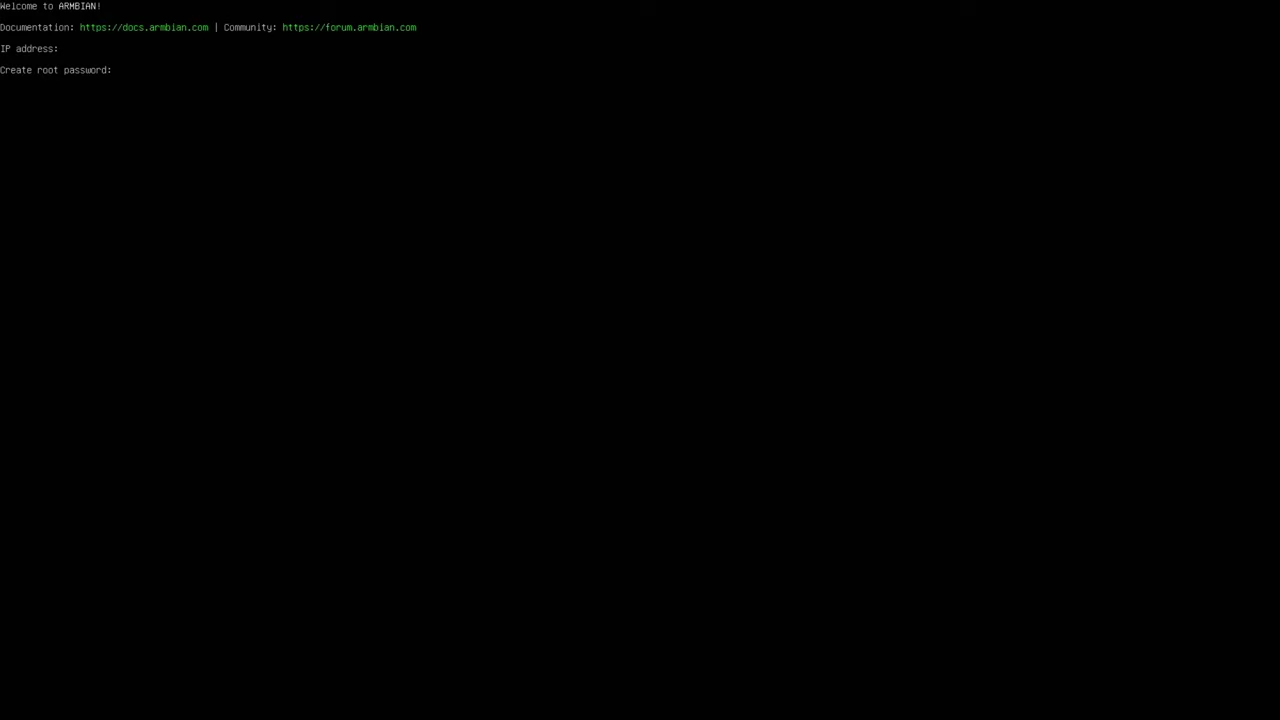 Welcome to ARMBIAN!
Documentation: https://docs.armbian.com | Community: https://forum.armbian.com
IP address:
Create root password: